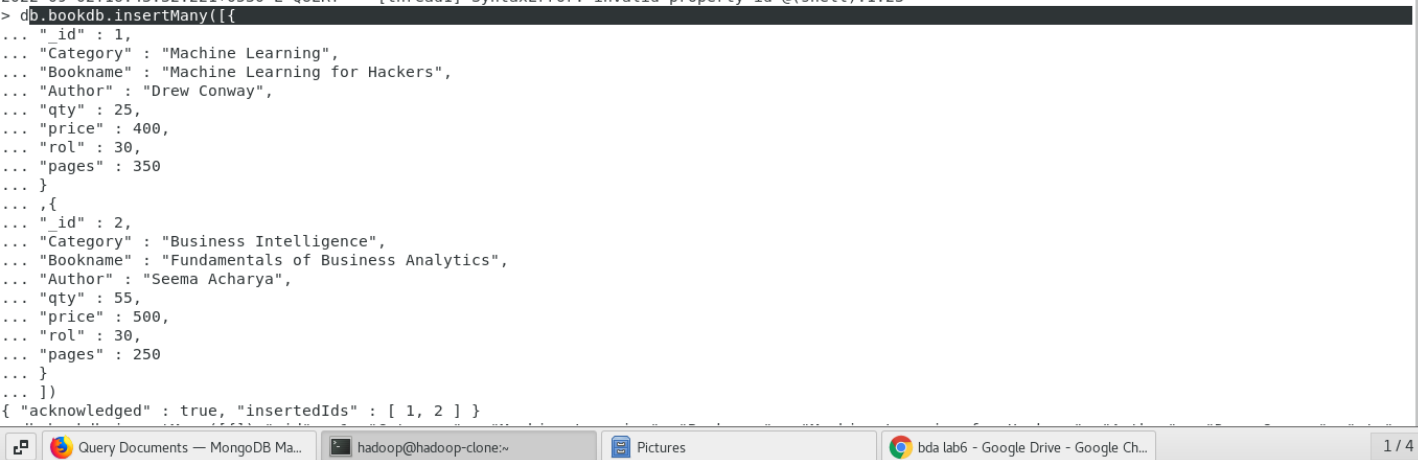 > db.bookdb.insertMany([{
... "_id" : 1,
... "Category" : "Machine Learning",
... "Bookname" : "Machine Learning for Hackers",
... "Author" : "Drew Conway",
... "qty" : 25,
... "price" : 400,
... "rol" : 30,
... "pages" : 350
... }
... ,{
... "_id" : 2,
... "Category" : "Business Intelligence",
... "Bookname" : "Fundamentals of Business Analytics",
... "Author" : "Seema Acharya",
... "qty" : 55,
... "price" : 500,
... "rol" : 30,
... "pages" : 250
... }
... ])
{ "acknowledged" : true, "insertedIds" : [ 1, 2 ] }
Query Documents — MongoDB Ma... hadoop@hadoop-clone:~ Pictures bda lab6 - Google Drive - Google Ch... 1 / 4